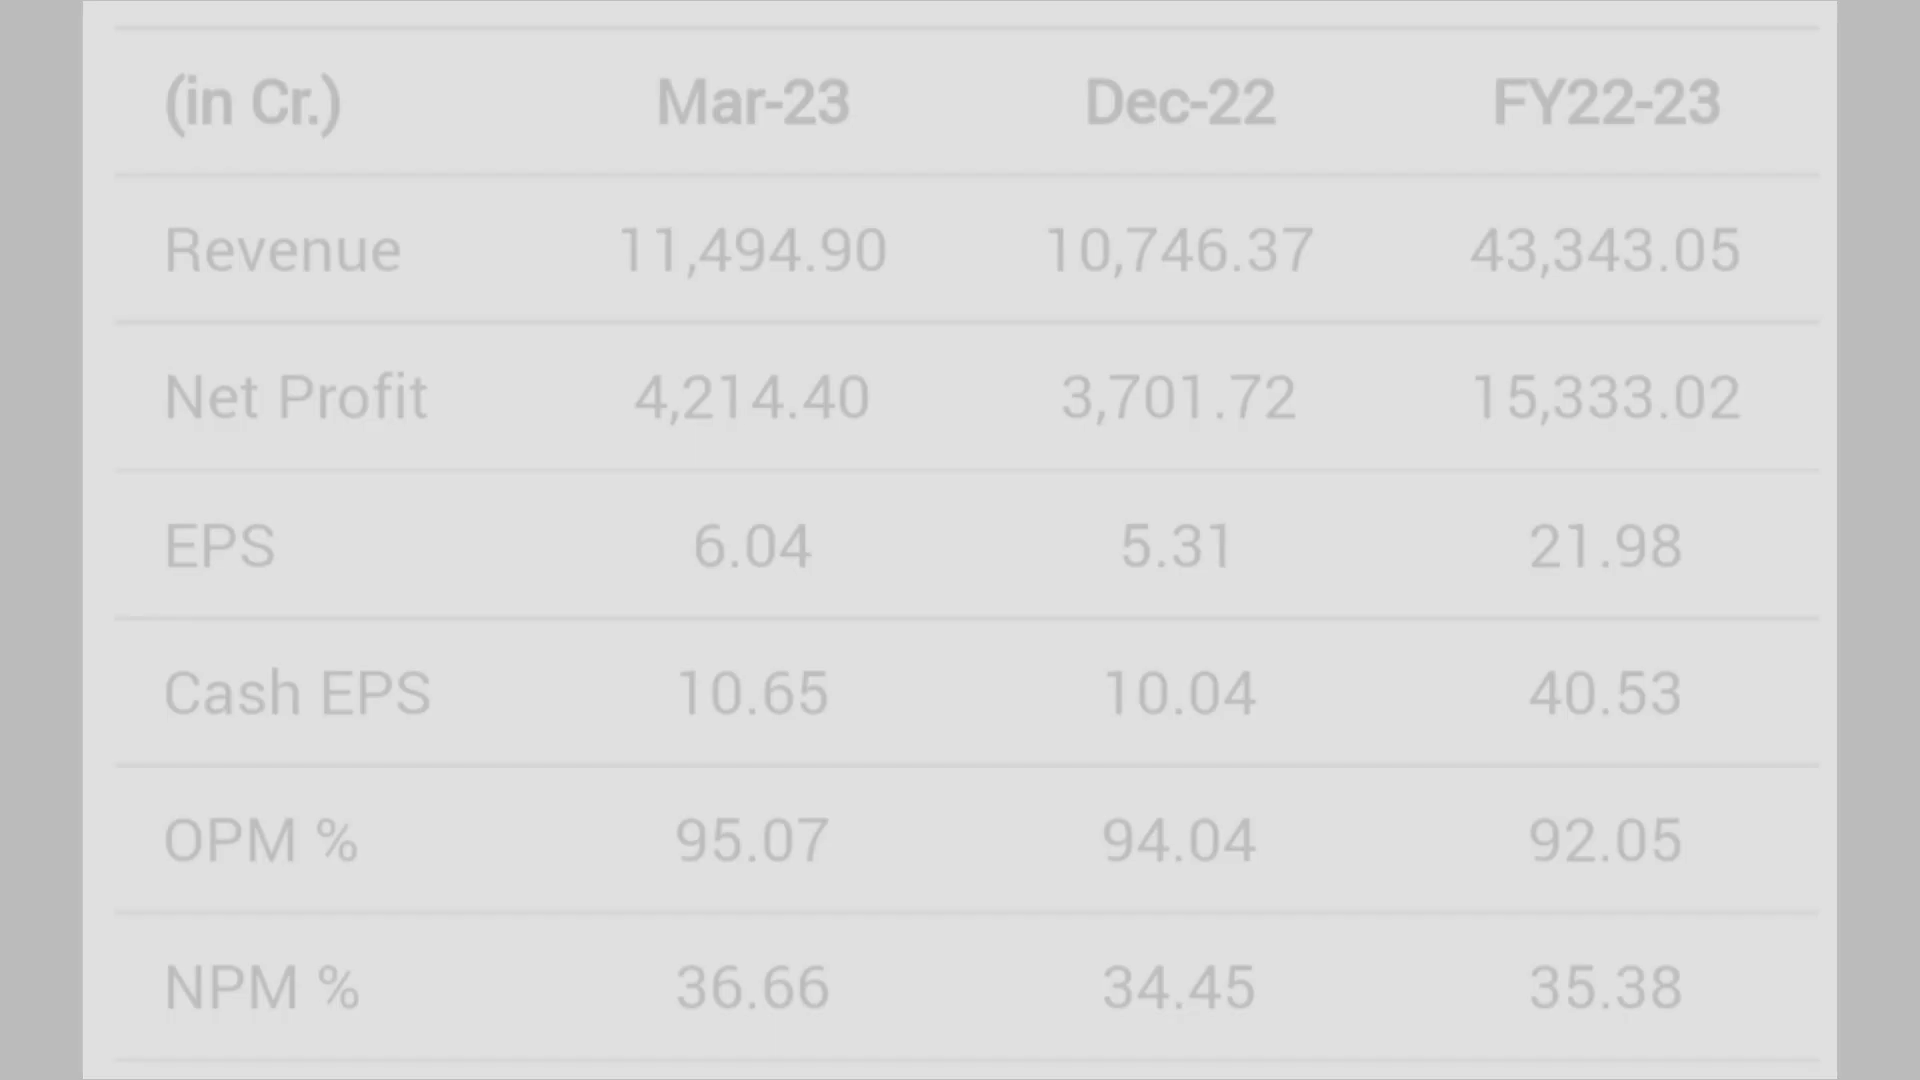 (in Cr.) Mar-23 Dec-22 FY22-23
Revenue 11,494.90 10,746.37 43,343.05
Net Profit 4,214.40 3,701.72 15,333.02
EPS 6.04 5.31 21.98
Cash EPS 10.65 10.04 40.53
OPM % 95.07 94.04 92.05
NPM % 36.66 34.45 35.38